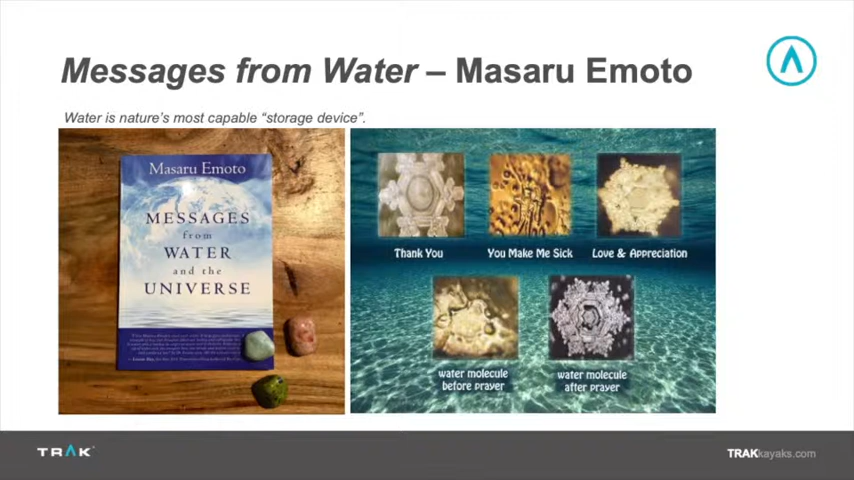 Messages from Water – Masaru Emoto
Water is nature's most capable "storage device".
Masaru Emoto
MESSAGES
from
WATER
and the
UNIVERSE
Thank You
You Make Me Sick
Love & Appreciation
water molecule
before prayer
water molecule
after prayer
TRAK
TRAKkayaks.com